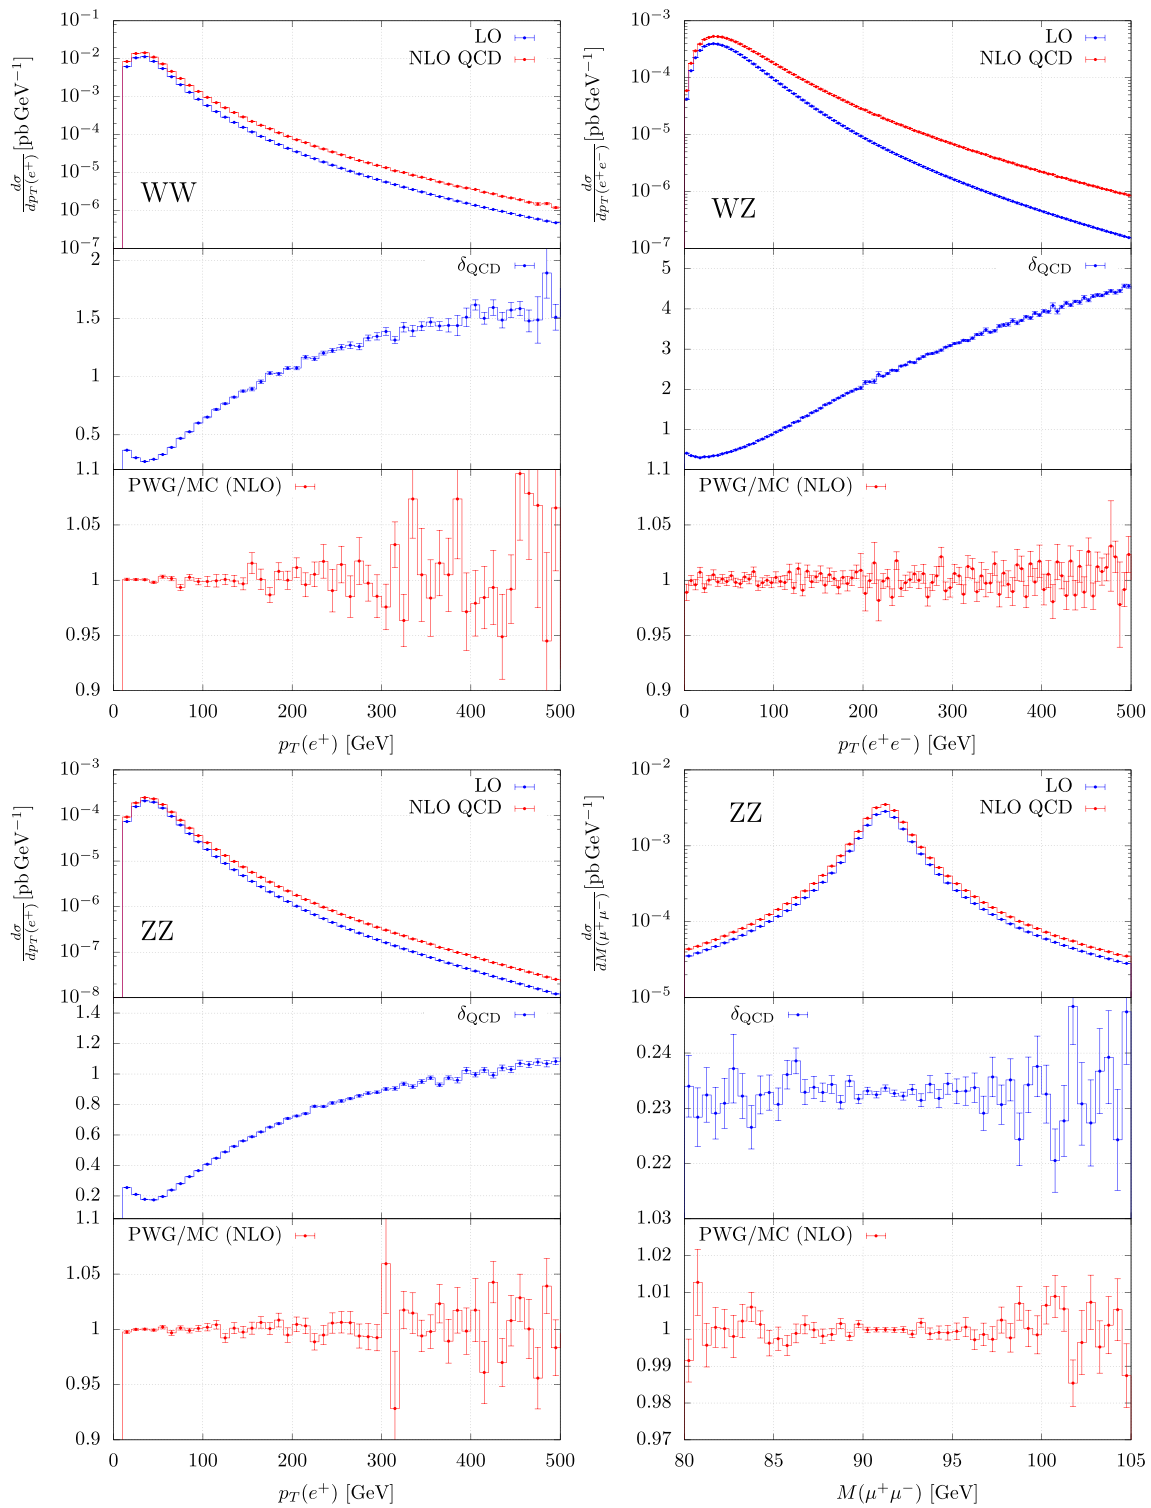 10⁻¹
10⁻²
10⁻³
10⁻⁴
10⁻⁵
10⁻⁶
10⁻⁷
dσ/dp_T(e⁺) [pb GeV⁻¹]
LO
NLO QCD
WW
2
1.5
1
0.5
δ_QCD
1.1
1.05
1
0.95
0.9
PWG/MC (NLO)
0 100 200 300 400 500
p_T(e⁺) [GeV]
10⁻³
10⁻⁴
10⁻⁵
10⁻⁶
10⁻⁷
dσ/dp_T(e⁺e⁻) [pb GeV⁻¹]
LO
NLO QCD
WZ
5
4
3
2
1
δ_QCD
1.1
1.05
1
0.95
0.9
PWG/MC (NLO)
0 100 200 300 400 500
p_T(e⁺e⁻) [GeV]
10⁻³
10⁻⁴
10⁻⁵
10⁻⁶
10⁻⁷
10⁻⁸
dσ/dp_T(e⁺) [pb GeV⁻¹]
LO
NLO QCD
ZZ
1.4
1.2
1
0.8
0.6
0.4
0.2
δ_QCD
1.1
1.05
1
0.95
0.9
PWG/MC (NLO)
0 100 200 300 400 500
p_T(e⁺) [GeV]
10⁻²
10⁻³
10⁻⁴
10⁻⁵
dσ/dM(μ⁺μ⁻) [pb GeV⁻¹]
LO
NLO QCD
ZZ
0.24
0.23
0.22
δ_QCD
1.03
1.02
1.01
1
0.99
0.98
0.97
PWG/MC (NLO)
80 85 90 95 100 105
M(μ⁺μ⁻) [GeV]